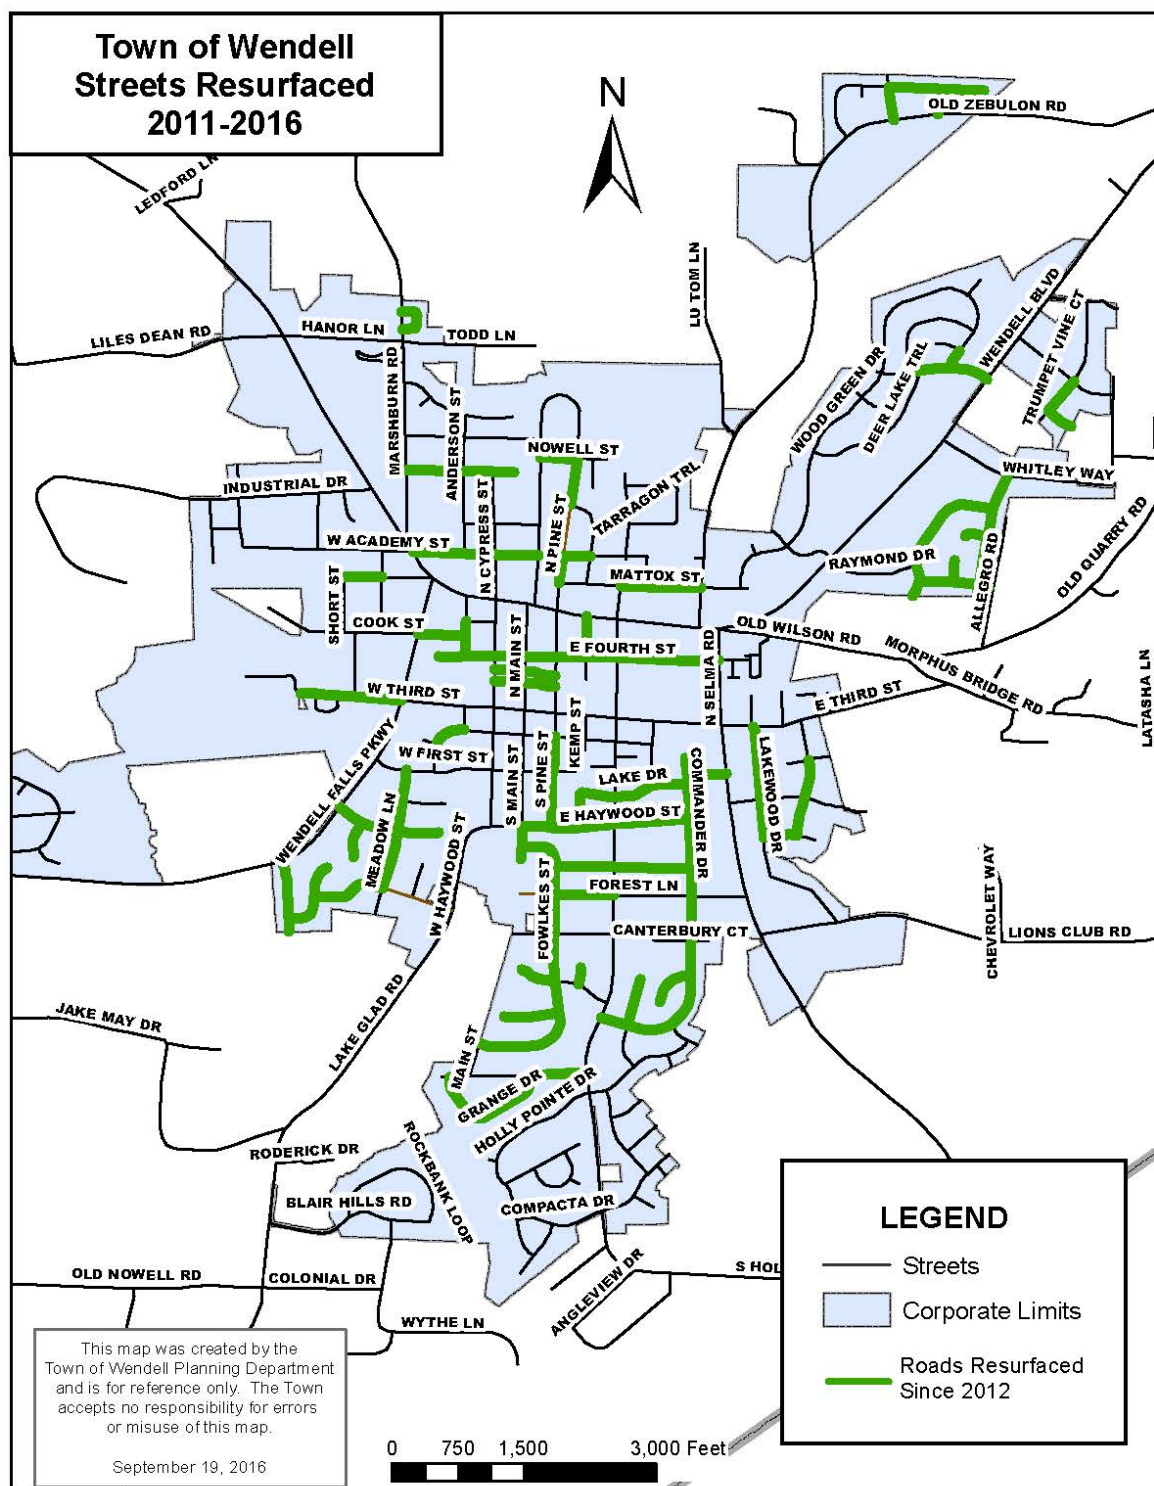 Town of Wendell
Streets Resurfaced
2011-2016
N
OLD ZEBULON RD
LEDFORD LN
LU TOM LN
WENDELL BLVD
TRUMPET VINE CT
LILES DEAN RD
HANOR LN
TODD LN
MARSHBURN RD
WOOD GREEN DR
DEER LAKE TRL
ANDERSON ST
NOWELL ST
WHITLEY WAY
INDUSTRIAL DR
N CYPRESS ST
N PINE ST
TARRAGON TRL
W ACADEMY ST
RAYMOND DR
OLD QUARRY RD
ALLEGRO RD
MATTOX ST
SHORT ST
COOK ST
N MAIN ST
E FOURTH ST
N SELMA RD
OLD WILSON RD
MORPHUS BRIDGE RD
W THIRD ST
E THIRD ST
LATASHA LN
KEMP ST
W FIRST ST
WENDELL FALLS PKWY
S MAIN ST
S PINE ST
LAKE DR
COMMANDER DR
LAKEWOOD DR
E HAYWOOD ST
MEADOW LN
W HAYWOOD ST
FOWLKES ST
FOREST LN
CANTERBURY CT
CHEVROLET WAY
LIONS CLUB RD
JAKE MAY DR
LAKE GLAD RD
MAIN ST
GRANGE DR
HOLLY POINTE DR
RODERICK DR
ROCKBANK LOOP
BLAIR HILLS RD
COMPACTA DR
OLD NOWELL RD
COLONIAL DR
ANGLEVIEW DR
S HOL
WYTHE LN
LEGEND
Streets
Corporate Limits
Roads Resurfaced
Since 2012
This map was created by the
Town of Wendell Planning Department
and is for reference only. The Town
accepts no responsibility for errors
or misuse of this map.
September 19, 2016
0 750 1,500 3,000 Feet